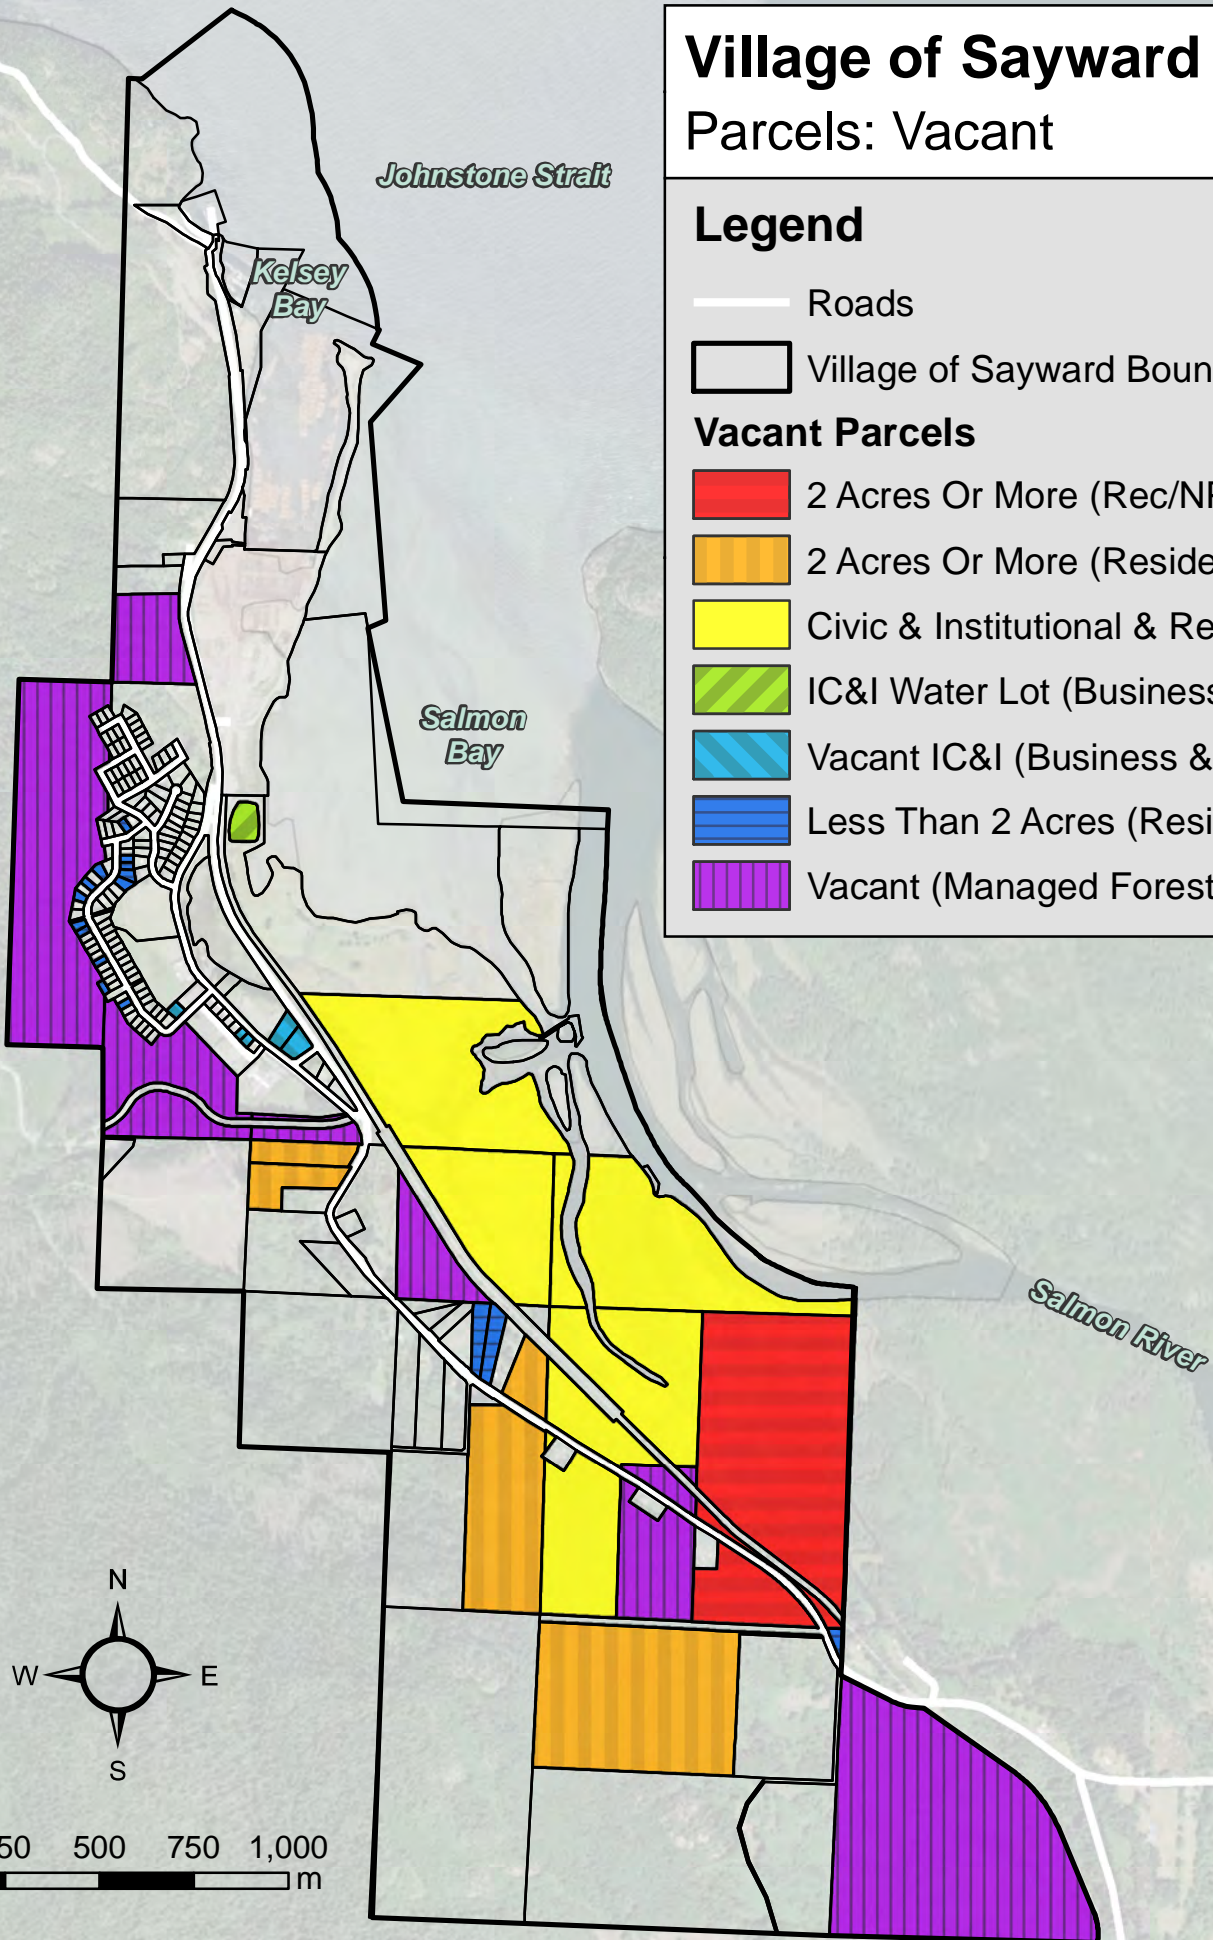 Village of Sayward
Parcels: Vacant
Legend
Roads
Village of Sayward Boun
Vacant Parcels
2 Acres Or More (Rec/N
2 Acres Or More (Reside
Civic & Institutional & Re
IC&I Water Lot (Business
Vacant IC&I (Business &
Less Than 2 Acres (Resi
Vacant (Managed Forest
Johnstone Strait
Kelsey
Bay
Salmon
Bay
Salmon River
N
W E
S
50 500 750 1,000
m